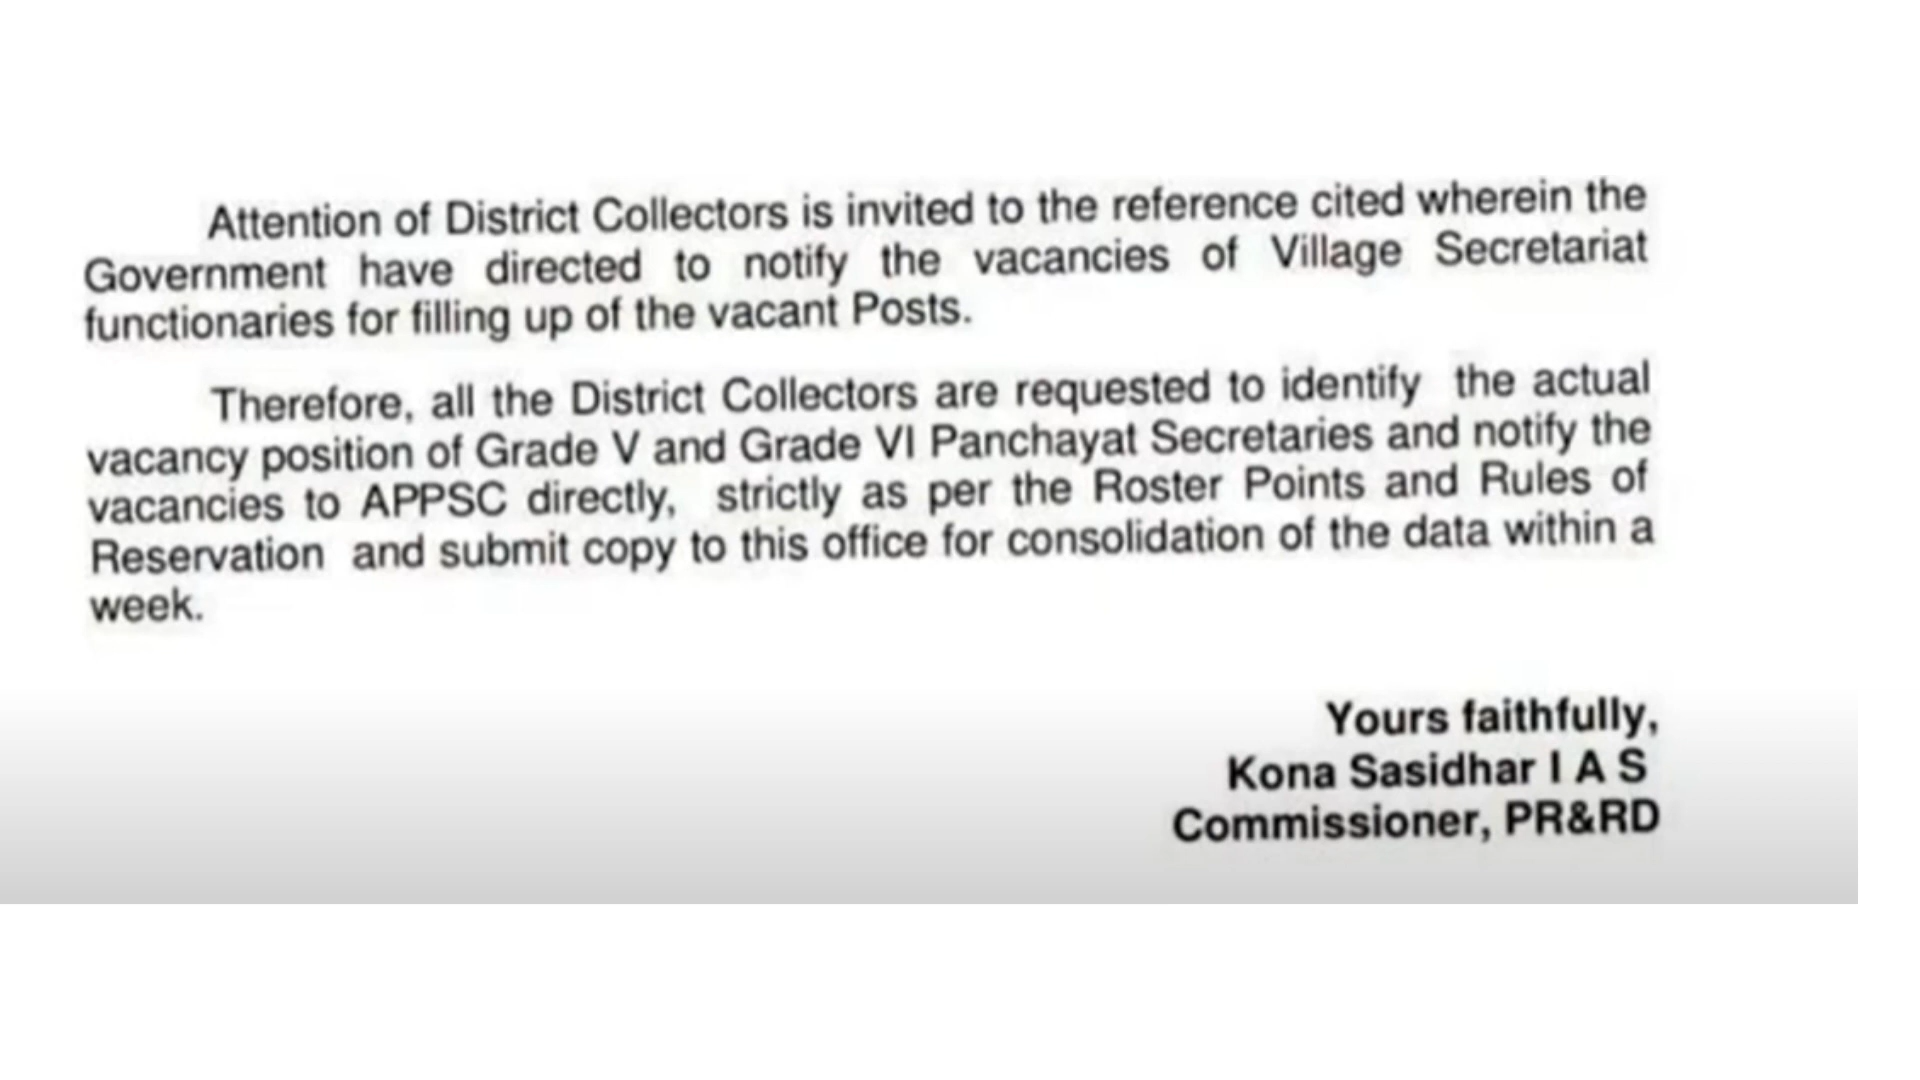 Attention of District Collectors is invited to the reference cited wherein the
Government have directed to notify the vacancies of Village Secretariat
functionaries for filling up of the vacant Posts.
Therefore, all the District Collectors are requested to identify the actual
vacancy position of Grade V and Grade VI Panchayat Secretaries and notify the
vacancies to APPSC directly, strictly as per the Roster Points and Rules of
Reservation and submit copy to this office for consolidation of the data within a
week.
Yours faithfully,
Kona Sasidhar I A S
Commissioner, PR&RD